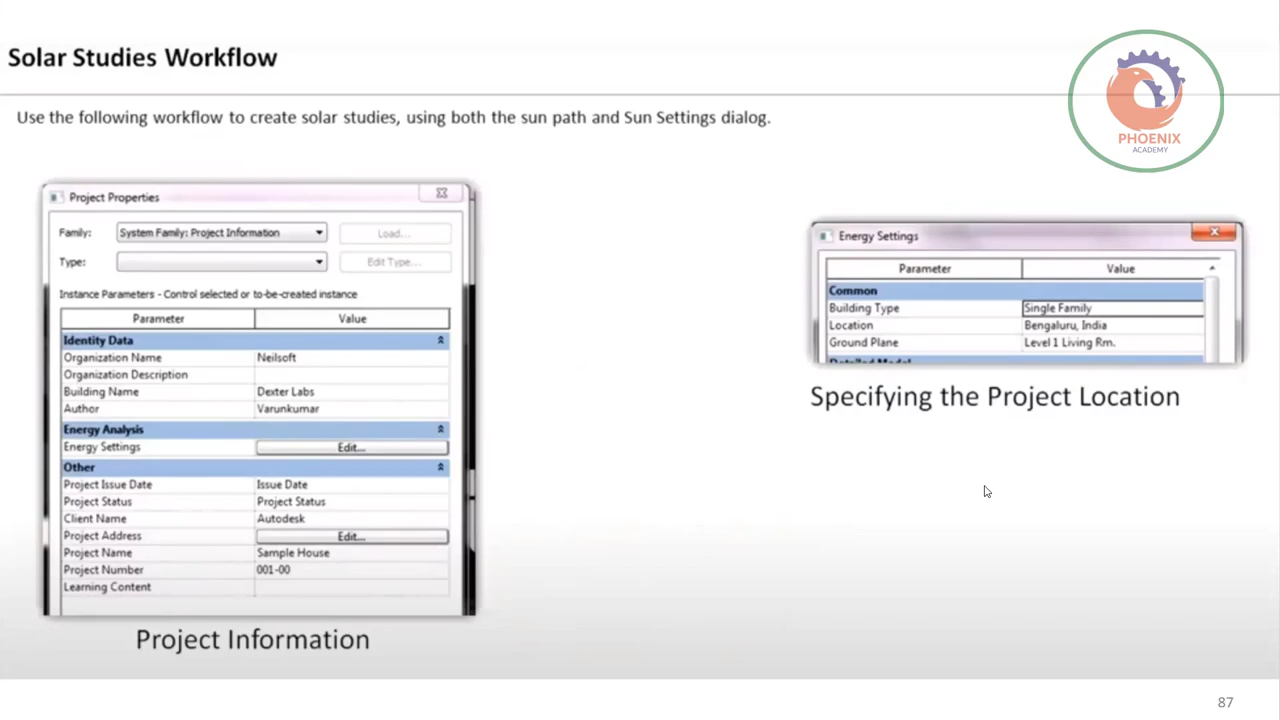 Solar Studies Workflow
PHOENIX
ACADEMY
Use the following workflow to create solar studies, using both the sun path and Sun Settings dialog.
Project Properties
Family: System Family: Project Information Load...
Type: Edit Type...
Instance Parameters - Control selected or to-be-created instance
Parameter Value
Identity Data
Organization Name Neilsoft
Organization Description
Building Name Dexter Labs
Author Varunkumar
Energy Analysis
Energy Settings Edit...
Other
Project Issue Date Issue Date
Project Status Project Status
Client Name Autodesk
Project Address Edit...
Project Name Sample House
Project Number 001-00
Learning Content
Project Information
Energy Settings
Parameter Value
Common
Building Type Single Family
Location Bengaluru, India
Ground Plane Level 1 Living Rm.
Specifying the Project Location
87